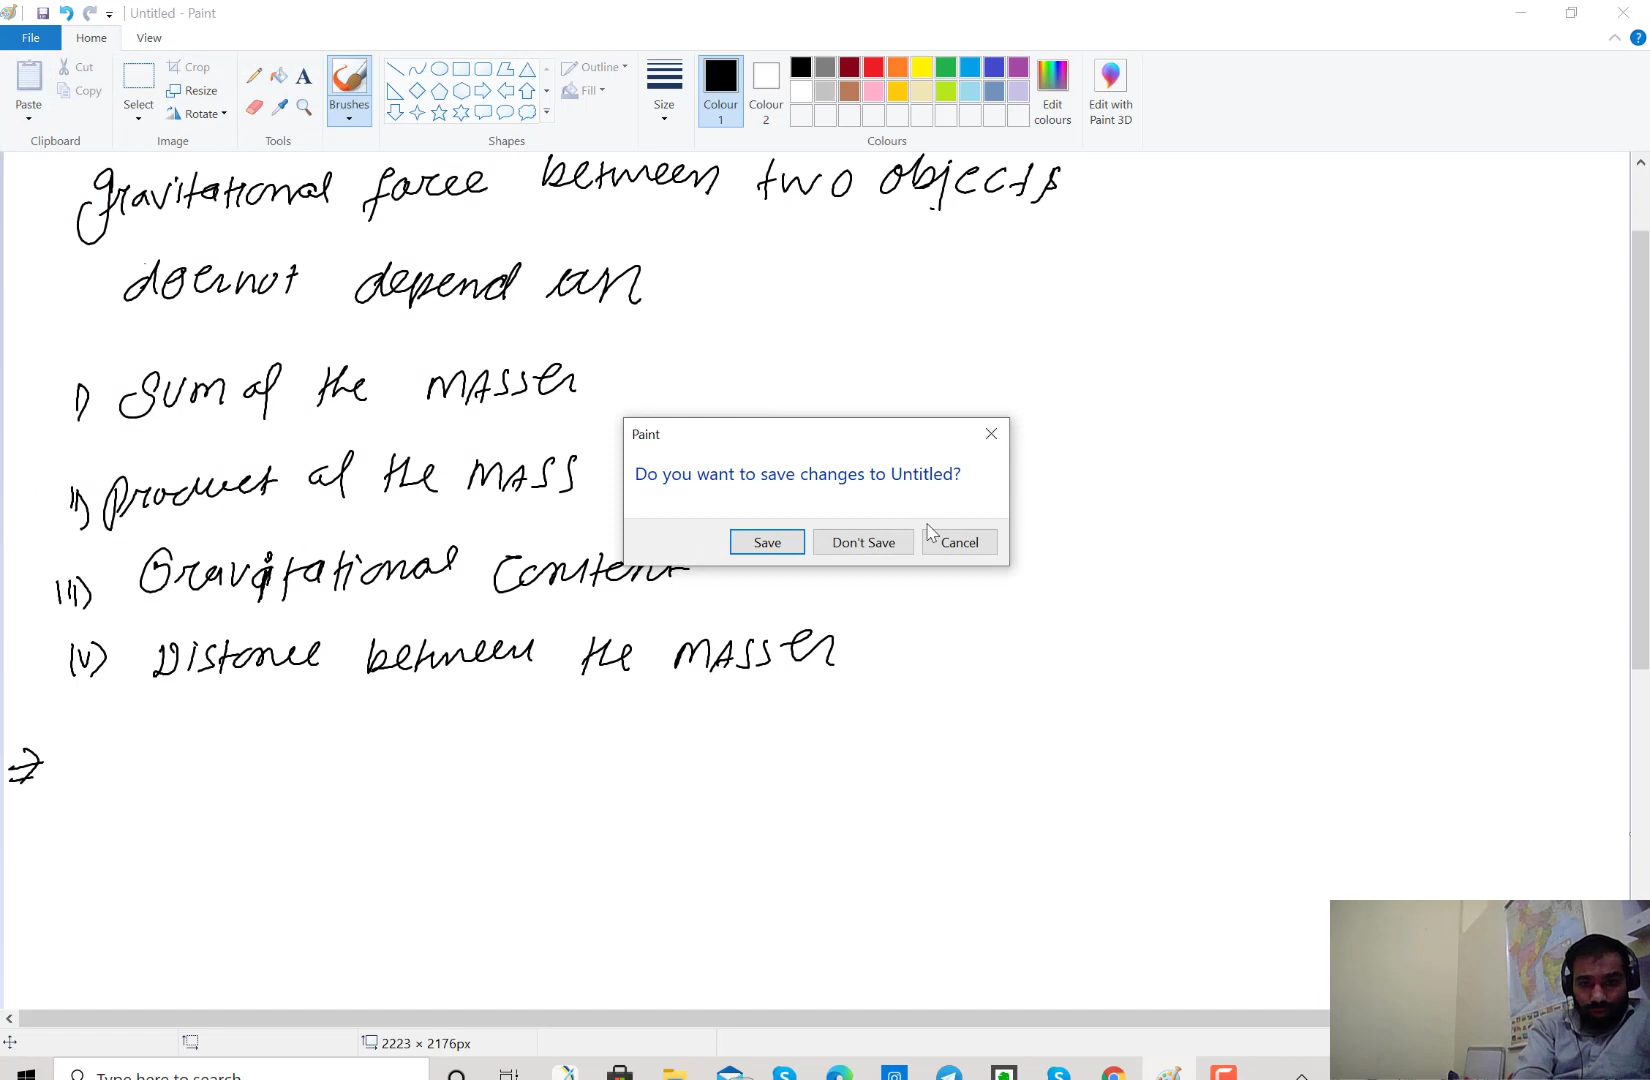 Untitled - Paint
File Home View
Paste
Cut
Copy
Clipboard
Select
Crop
Resize
Rotate
Image
Tools
Brushes
Shapes
Outline
Fill
Size
Colour 1
Colour 2
Colours
Edit colours
Edit with Paint 3D
Gravitational force between two objects
doesnot depend on
I) Sum of the MASSes
II) product of the MASS
III) Gravitational Constent
IV) Distance between the MASSes
⇒
Paint
Do you want to save changes to Untitled?
Save Don't Save Cancel
2223 × 2176px
Type here to search